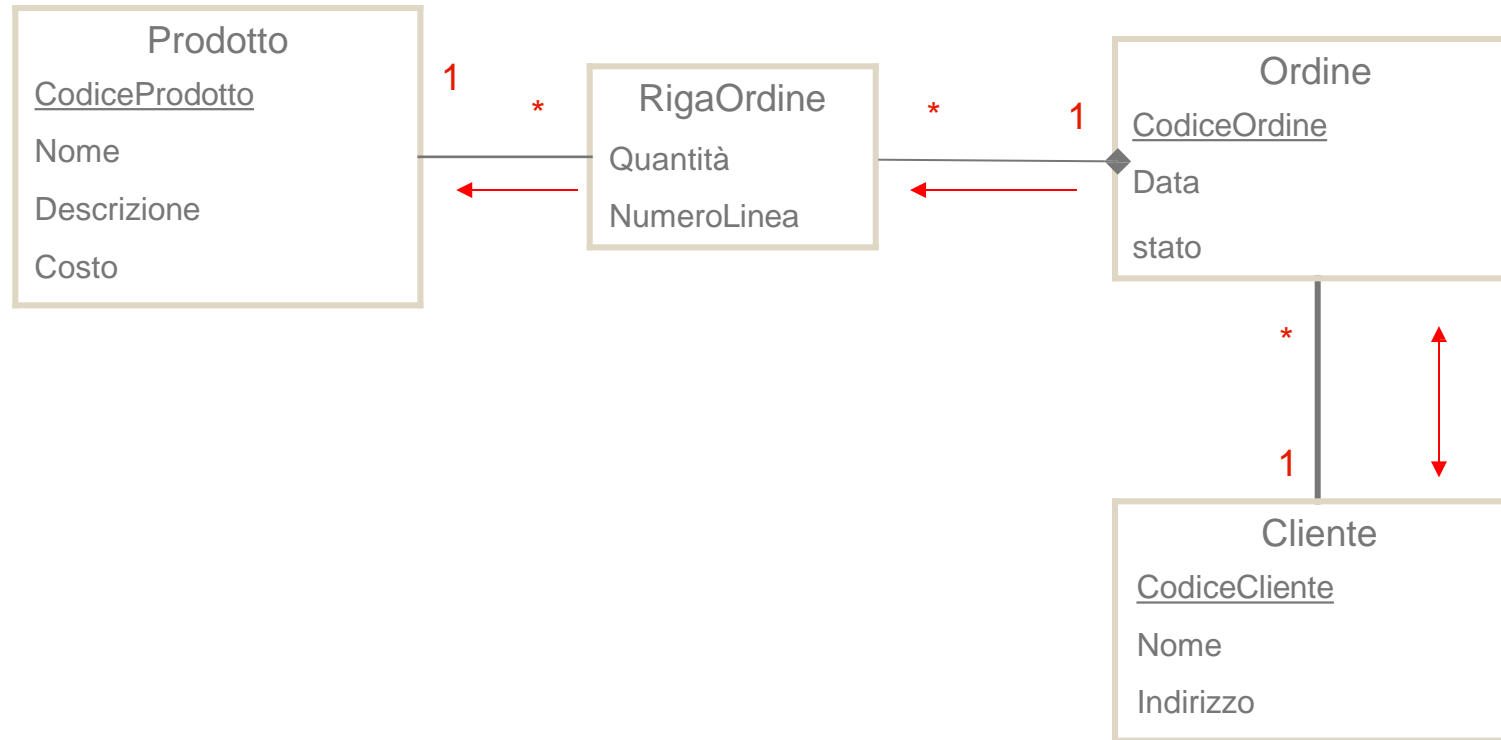 Prodotto
CodiceProdotto
Nome
Descrizione
Costo
1
*
RigaOrdine
Quantità
NumeroLinea
*
1
Ordine
CodiceOrdine
Data
stato
*
1
Cliente
CodiceCliente
Nome
Indirizzo